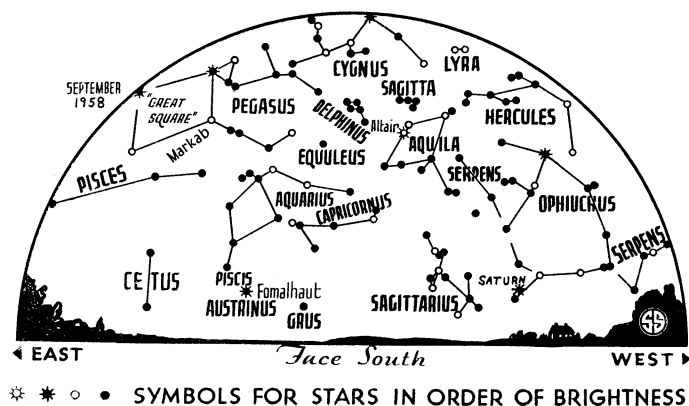 CYGNUS
LYRA
SAGITTA
SEPTEMBER
1958
"GREAT
SQUARE"
PEGASUS
DELPHINUS
HERCULES
Altair
AQUILA
Markab
EQUULEUS
PISCES
SERPENS
AQUARIUS
CAPRICORNUS
OPHIUCHUS
SERPENS
CETUS
PISCIS
AUSTRINUS
Fomalhaut
GRUS
SAGITTARIUS
SATURN
SS
EAST
Face South
WEST
SYMBOLS FOR STARS IN ORDER OF BRIGHTNESS